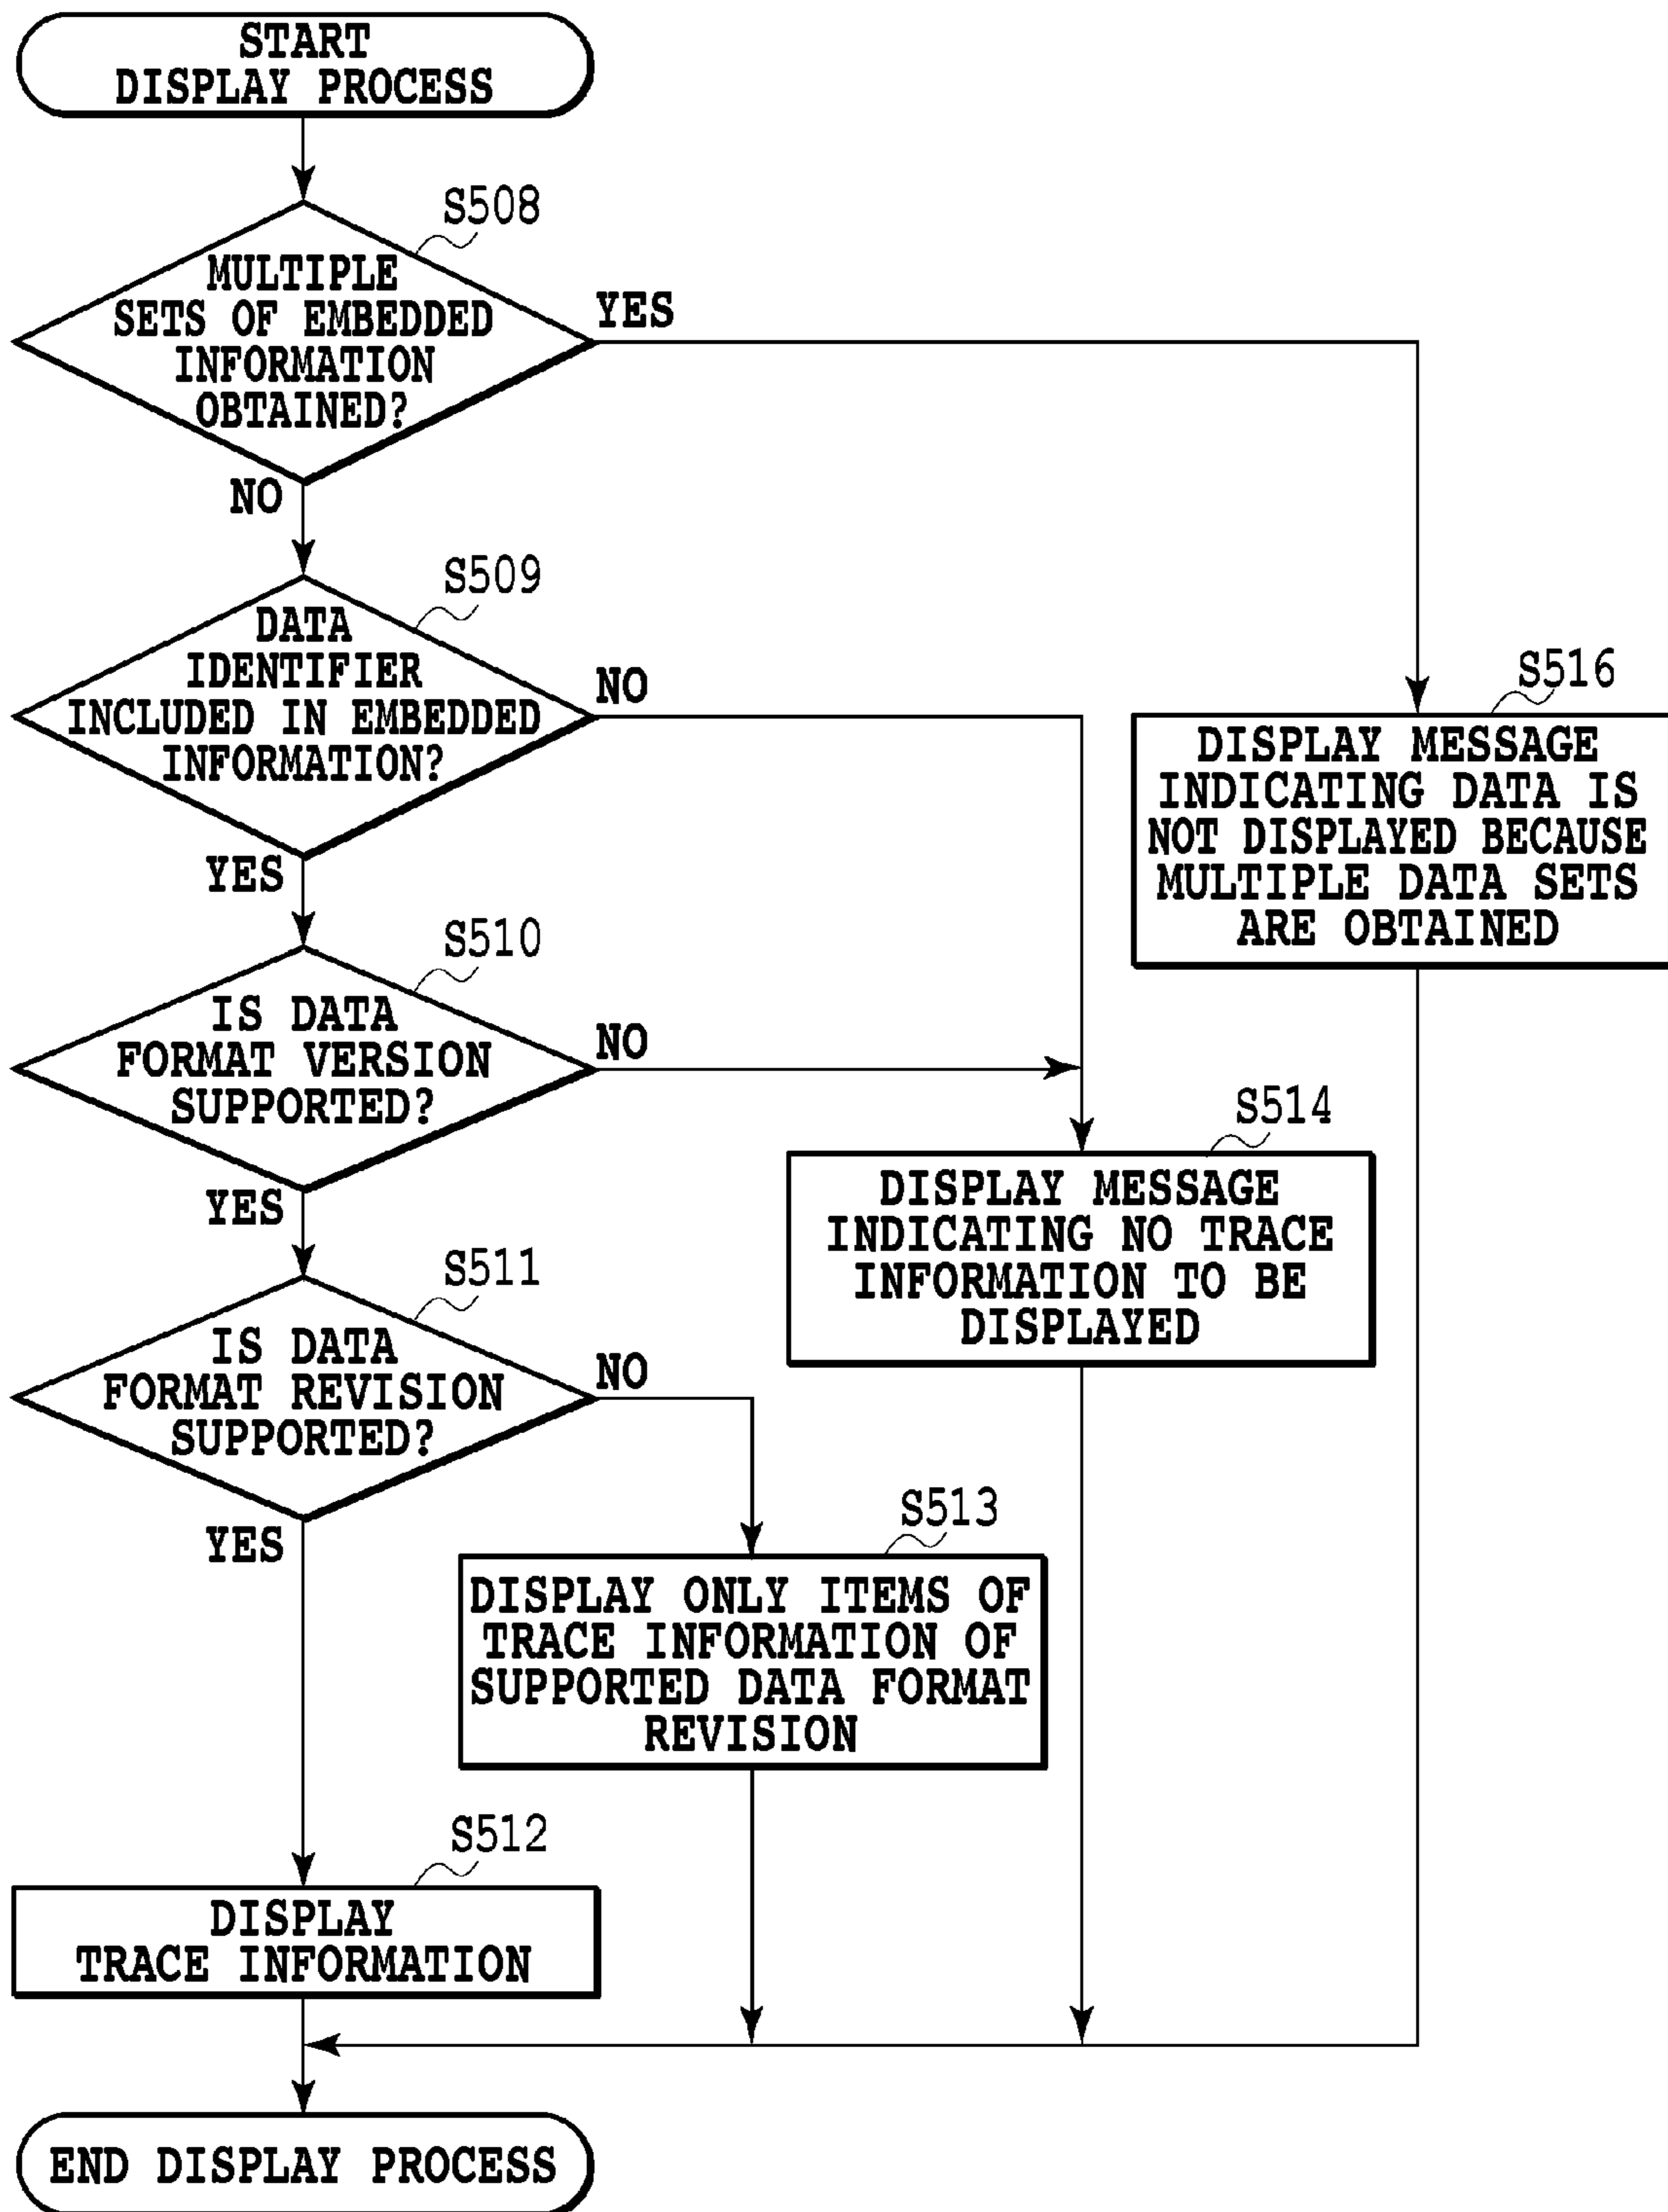 START
DISPLAY PROCESS
S508
MULTIPLE
SETS OF EMBEDDED
INFORMATION
OBTAINED?
YES
NO
S509
DATA
IDENTIFIER
INCLUDED IN EMBEDDED
INFORMATION?
NO
YES
S516
DISPLAY MESSAGE
INDICATING DATA IS
NOT DISPLAYED BECAUSE
MULTIPLE DATA SETS
ARE OBTAINED
S510
IS DATA
FORMAT VERSION
SUPPORTED?
NO
YES
S514
DISPLAY MESSAGE
INDICATING NO TRACE
INFORMATION TO BE
DISPLAYED
S511
IS DATA
FORMAT REVISION
SUPPORTED?
NO
YES
S513
DISPLAY ONLY ITEMS OF
TRACE INFORMATION OF
SUPPORTED DATA FORMAT
REVISION
S512
DISPLAY
TRACE INFORMATION
END DISPLAY PROCESS